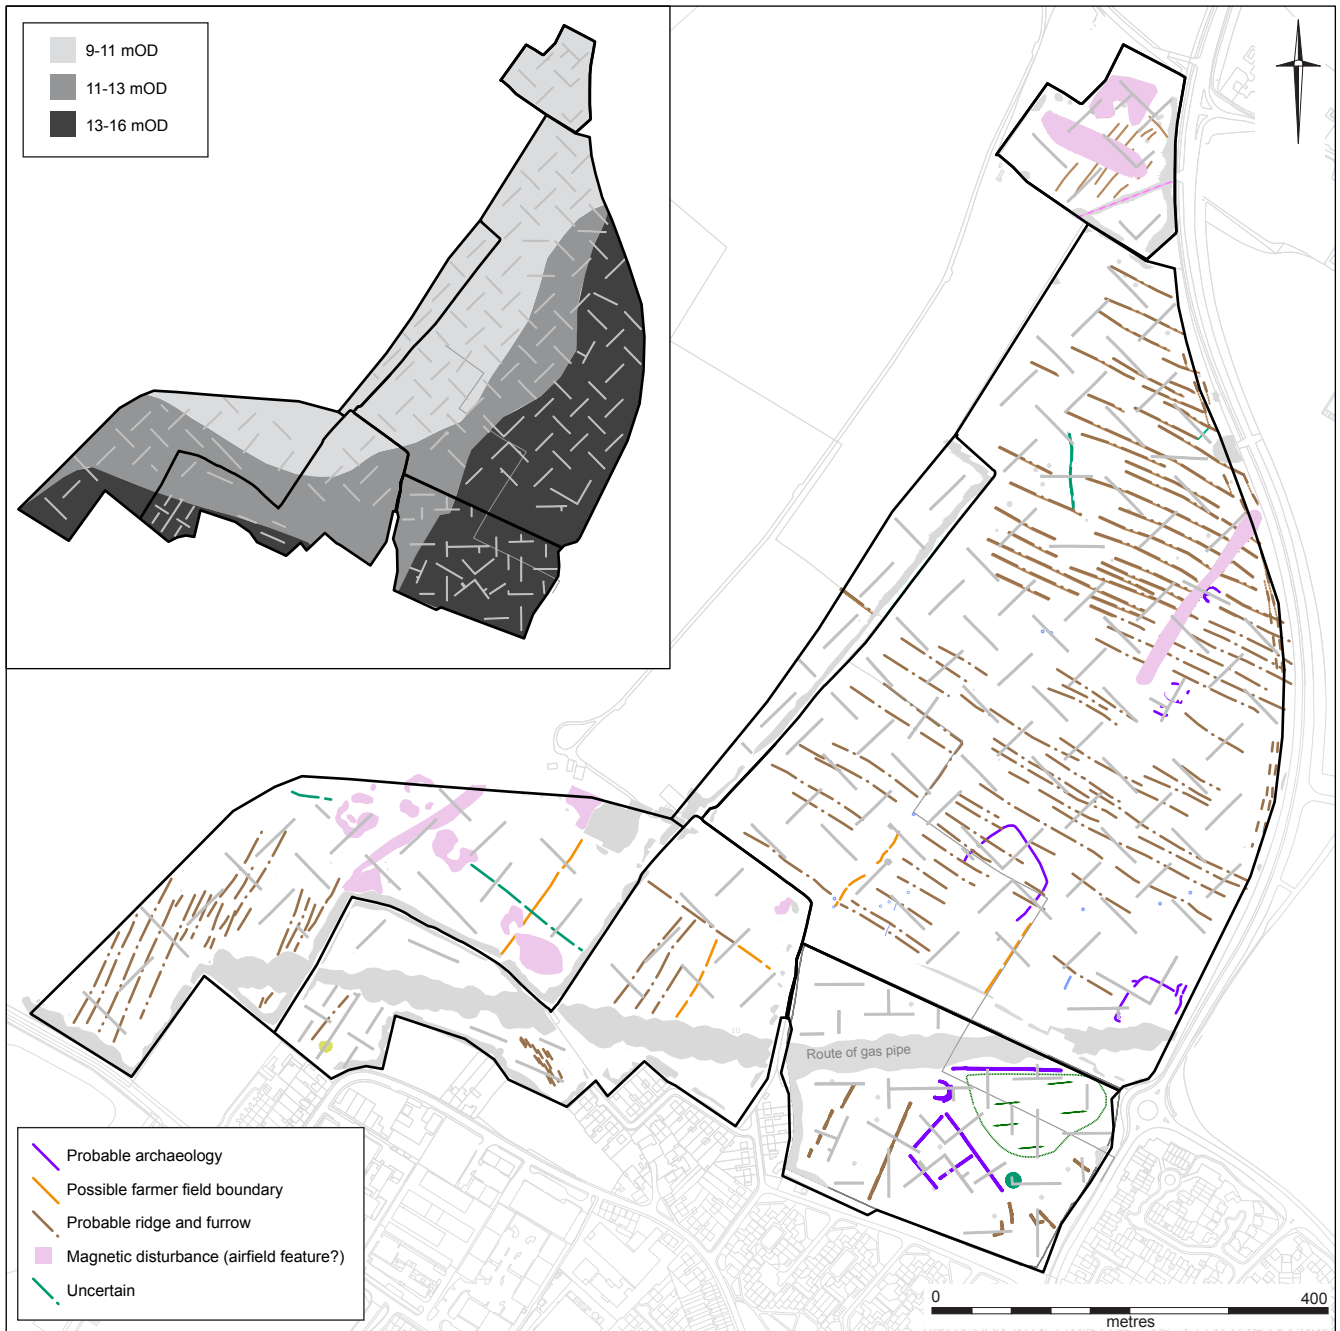 9-11 mOD
11-13 mOD
13-16 mOD
Route of gas pipe
Probable archaeology
Possible farmer field boundary
Probable ridge and furrow
Magnetic disturbance (airfield feature?)
Uncertain
0 400
metres